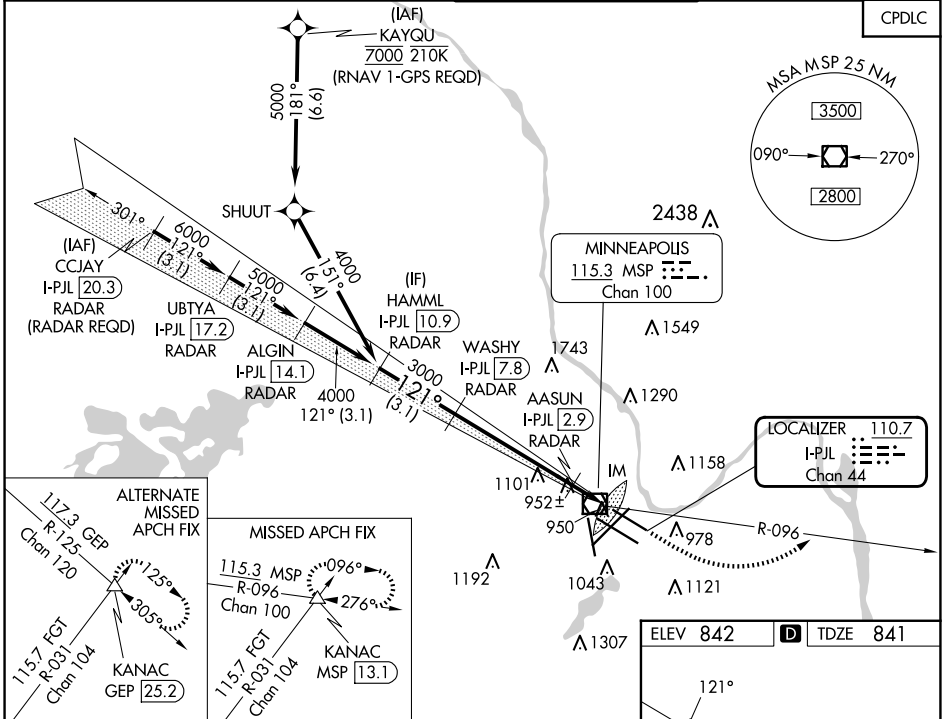 CPDLC
(IAF)
KAYQU
7000 210K
(RNAV 1-GPS REQD)
5000
181°
(6.6)
MSA MSP 25 NM
3500
090°
270°
2800
SHUUT
4000
151°
(6.4)
301°
6000
121°
(3.1)
(IAF)
CCJAY
I-PJL 20.3
RADAR
(RADAR REQD)
5000
121°
(3.1)
UBTYA
I-PJL 17.2
RADAR
ALGIN
I-PJL 14.1
RADAR
4000
121° (3.1)
(IF)
HAMML
I-PJL 10.9
RADAR
3000
121°
(3.1)
WASHY
I-PJL 7.8
RADAR
AASUN
I-PJL 2.9
RADAR
2438
MINNEAPOLIS
115.3 MSP
Chan 100
1549
1743
1290
LOCALIZER 110.7
I-PJL
Chan 44
1158
IM
1101
952±
950
978
R-096
1192
1043
1121
1307
ALTERNATE
MISSED
APCH FIX
117.3 GEP
R-125
Chan 120
125°
305°
115.7 FGT
R-031
Chan 104
KANAC
GEP 25.2
MISSED APCH FIX
115.3 MSP
R-096
Chan 100
096°
276°
115.7 FGT
R-031
Chan 104
KANAC
MSP 13.1
ELEV 842 D TDZE 841
121°